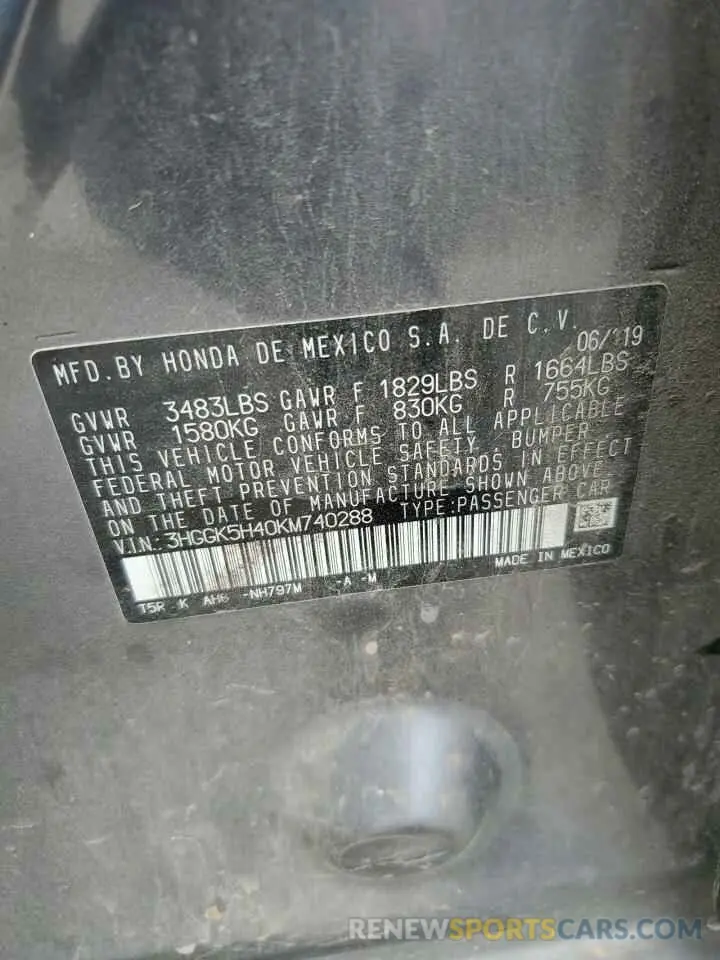 MFD. BY HONDA DE MEXICO S.A. DE C.V.
06/19
GVWR 3483LBS GAWR F 1829LBS R 1664LBS
GVWR 1580KG GAWR F 830KG R 755KG
THIS VEHICLE CONFORMS TO ALL APPLICABLE
FEDERAL MOTOR VEHICLE SAFETY, BUMPER,
AND THEFT PREVENTION STANDARDS IN EFFECT
ON THE DATE OF MANUFACTURE SHOWN ABOVE.
VIN: 3HGGK5H40KM740288 TYPE:PASSENGER CAR
MADE IN MEXICO
T5R K -NH797M -A -M
RENEWSPORTSCARS.COM